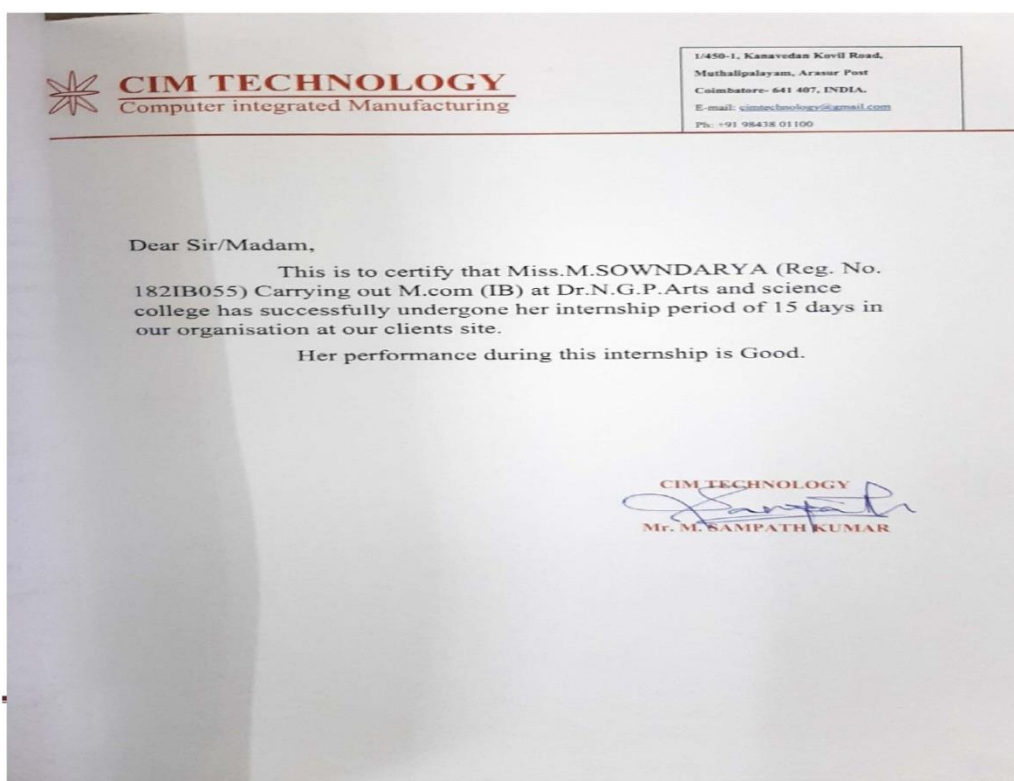 CIM TECHNOLOGY
Computer integrated Manufacturing
1/450-1, Kanavedan Kovil Road,
Muthalipalayam, Arasur Post
Coimbatore- 641 407, INDIA.
E-mail: cimtechnology@gmail.com
Ph: +91 98438 01100
Dear Sir/Madam,
This is to certify that Miss.M.SOWNDARYA (Reg. No.
182IB055) Carrying out M.com (IB) at Dr.N.G.P.Arts and science
college has successfully undergone her internship period of 15 days in
our organisation at our clients site.
Her performance during this internship is Good.
CIM TECHNOLOGY
Sampath
Mr. M. SAMPATH KUMAR